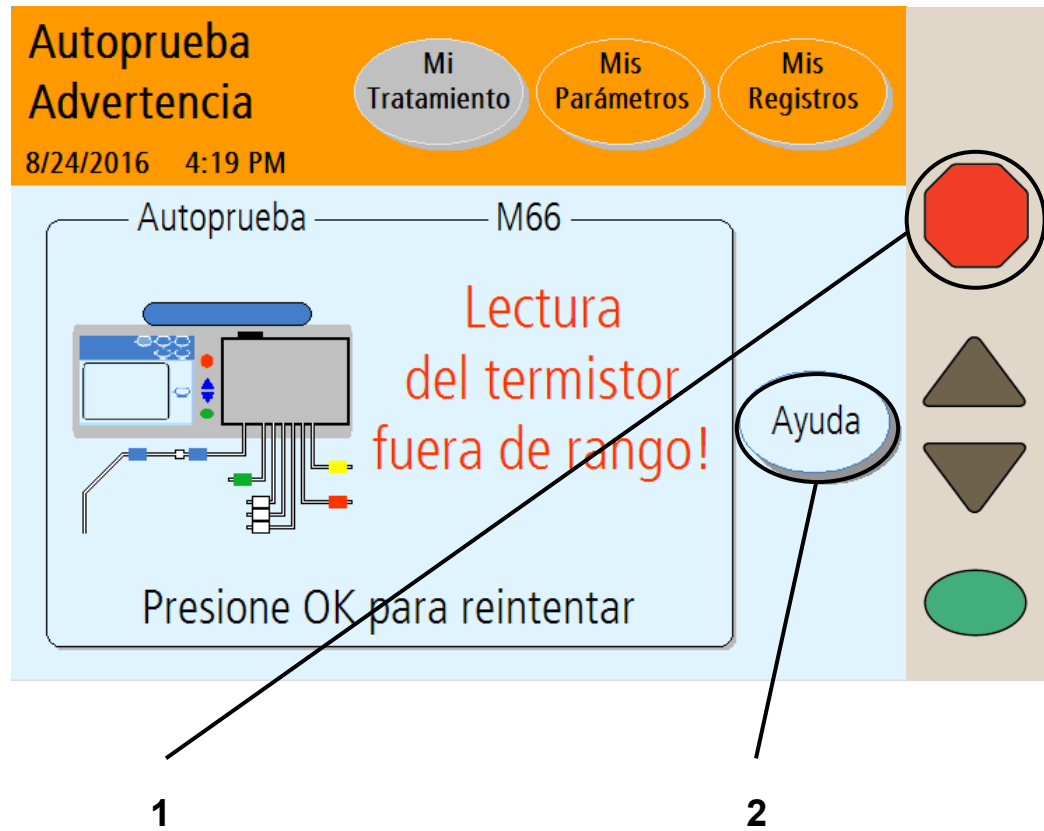 Autoprueba
Advertencia
8/24/2016 4:19 PM
Mi
Tratamiento
Mis
Parámetros
Mis
Registros
Autoprueba
M66
Lectura
del termistor
fuera de rango!
Ayuda
Presione OK para reintentar
1
2